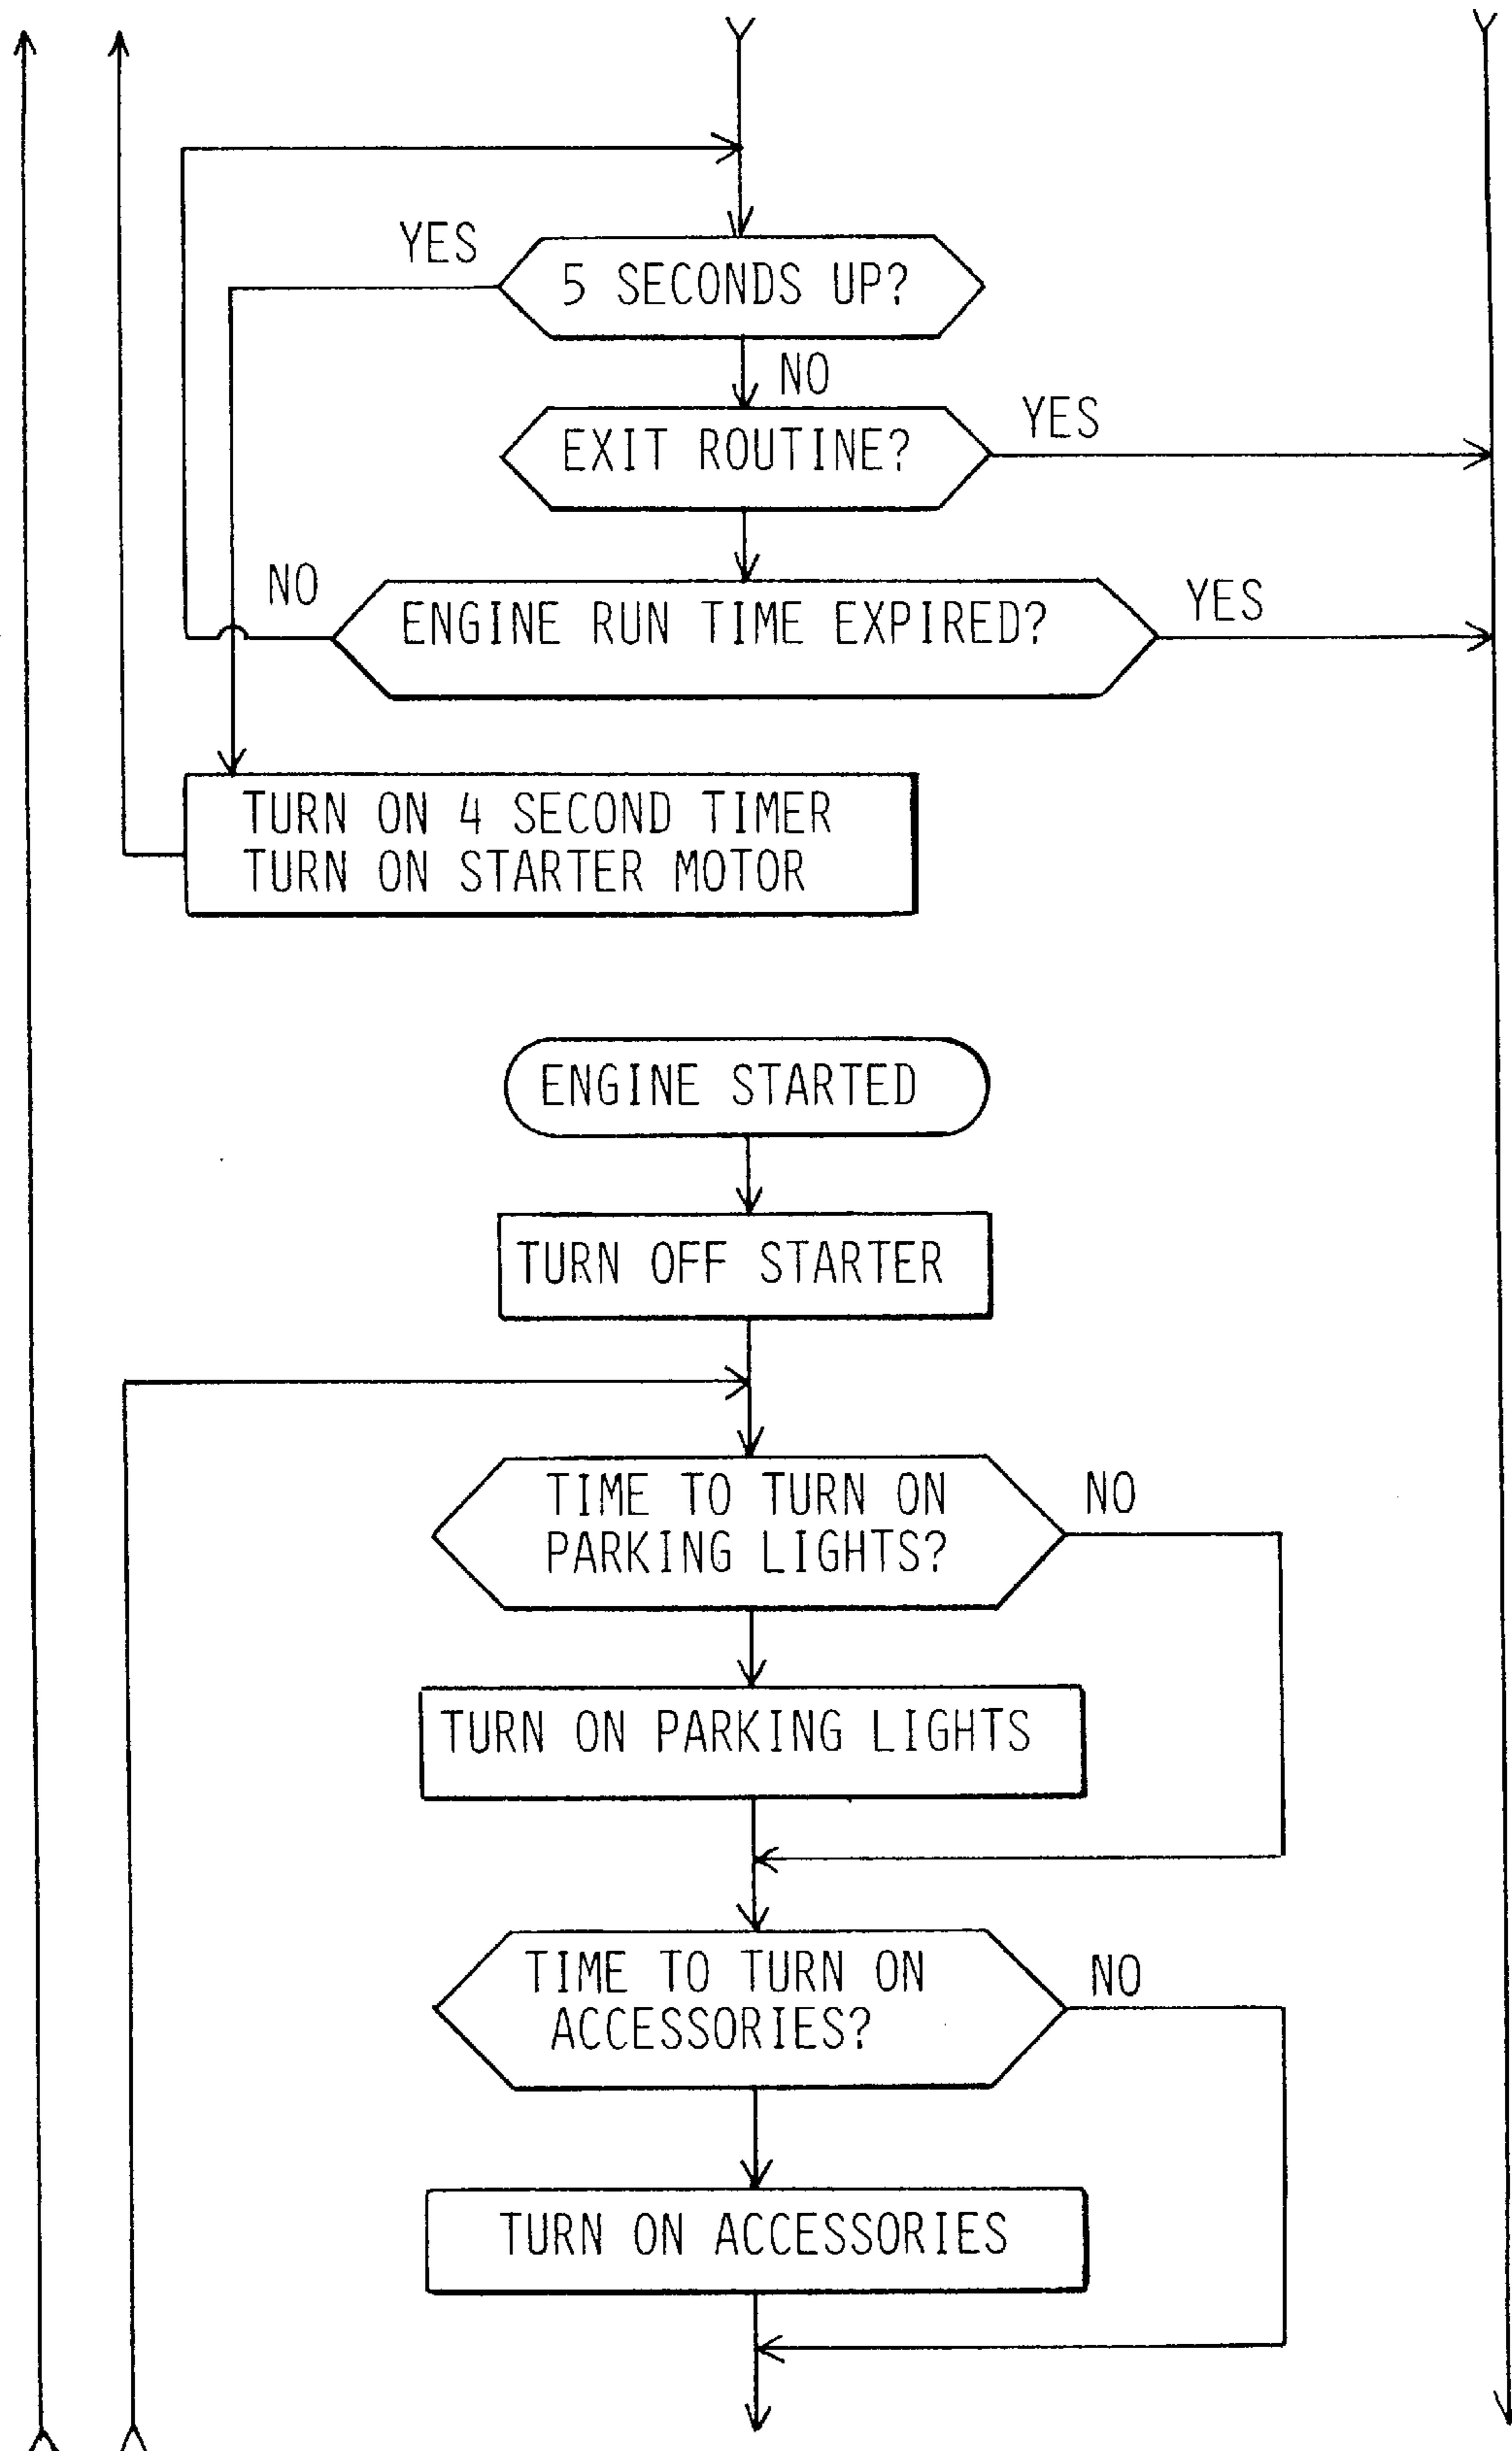 YES
5 SECONDS UP?
NO
EXIT ROUTINE?
YES
NO
ENGINE RUN TIME EXPIRED?
YES
TURN ON 4 SECOND TIMER
TURN ON STARTER MOTOR
ENGINE STARTED
TURN OFF STARTER
TIME TO TURN ON
PARKING LIGHTS?
NO
TURN ON PARKING LIGHTS
TIME TO TURN ON
ACCESSORIES?
NO
TURN ON ACCESSORIES